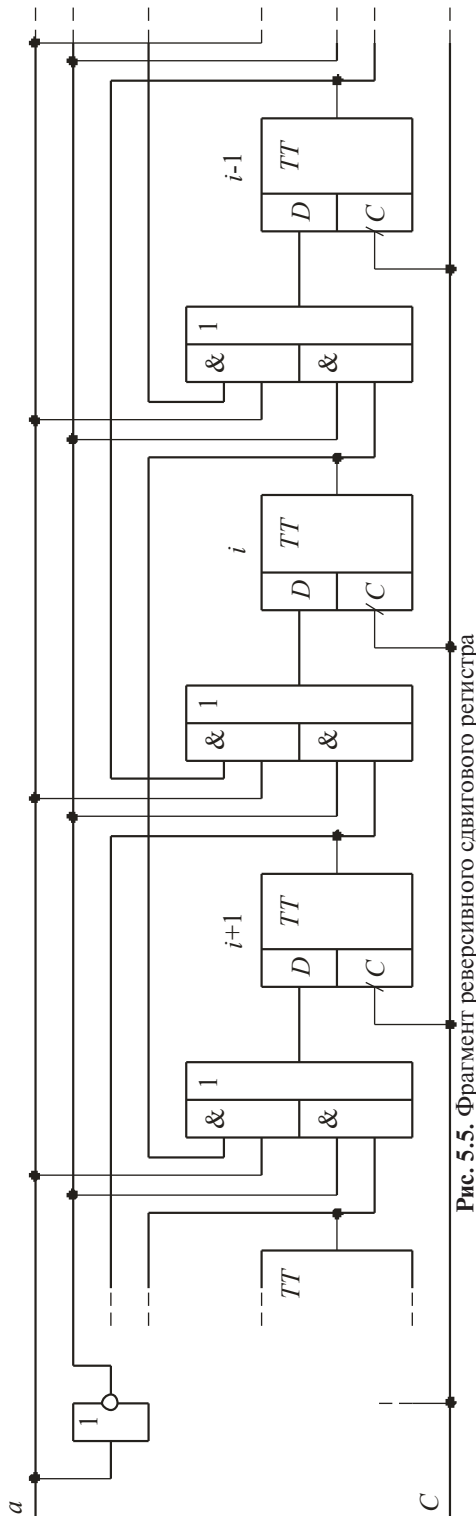 a
1
C
TT
& 1
&
i+1
D TT
C
& 1
&
i
D TT
C
& 1
&
i-1
D TT
C
Рис. 5.5. Фрагмент реверсивного сдвигового регистра